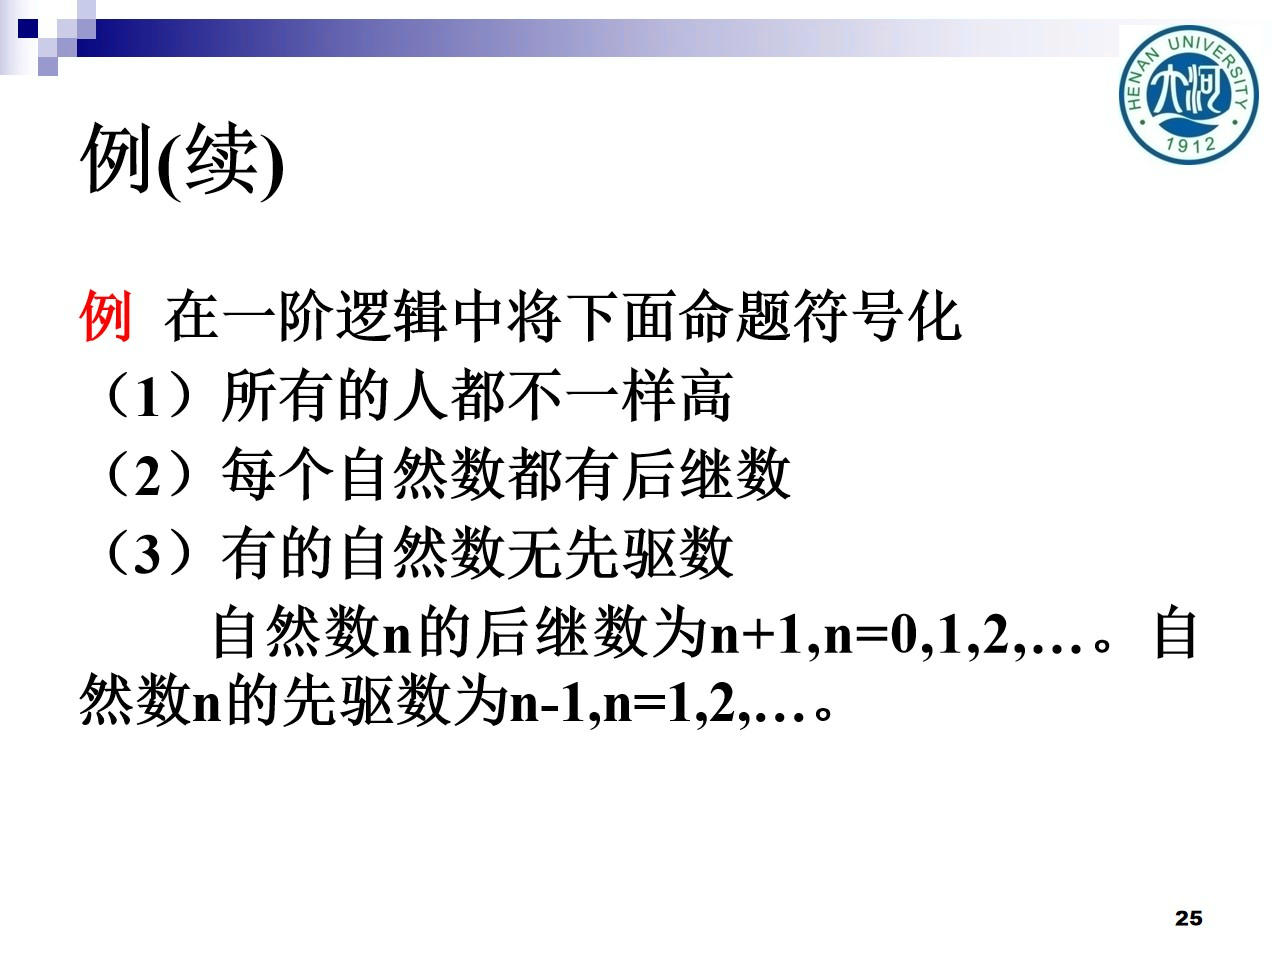 HENAN UNIVERSITY
1912
例(续)
例 在一阶逻辑中将下面命题符号化
（1）所有的人都不一样高
（2）每个自然数都有后继数
（3）有的自然数无先驱数
自然数n的后继数为n+1,n=0,1,2,…。自
然数n的先驱数为n-1,n=1,2,…。
25